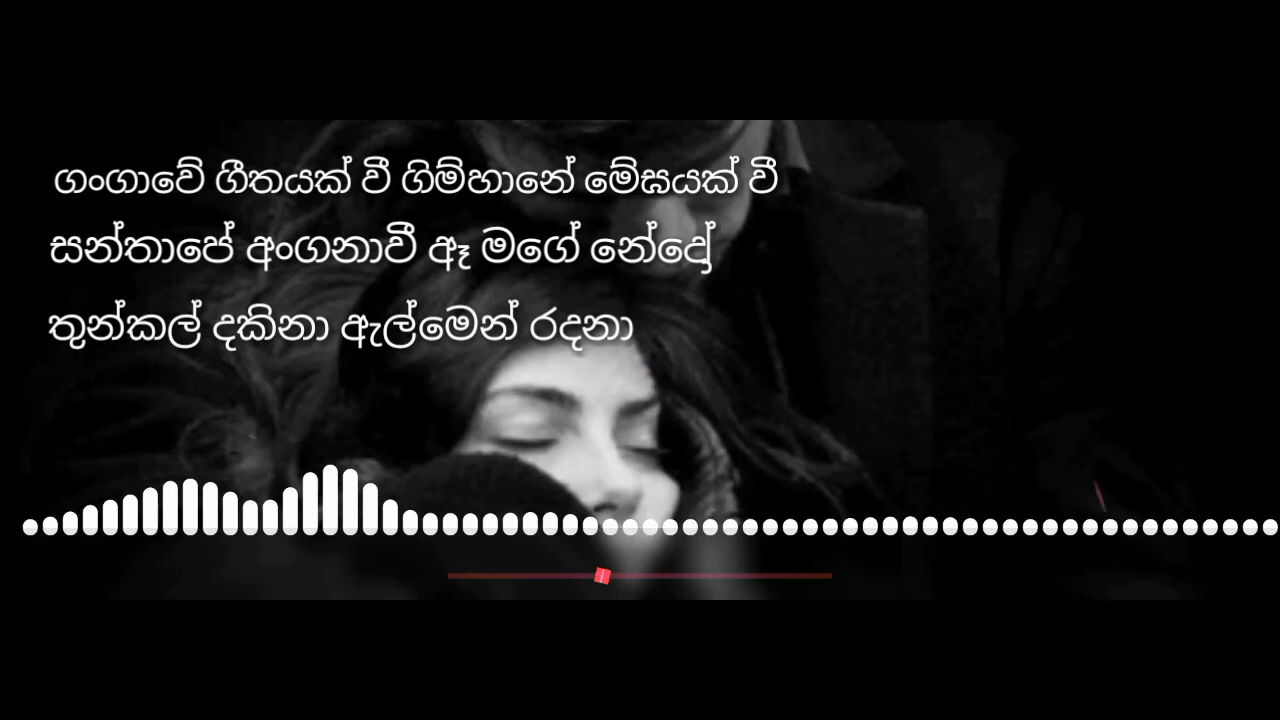 ගංගාවේ ගීතයක් වී ගිම්හානේ මේඝයක් වී
සන්තාපේ අංගනාවී ඈ මගේ නේදෝ
තුන්කල් දකිනා ඇල්මෙන් රදනා